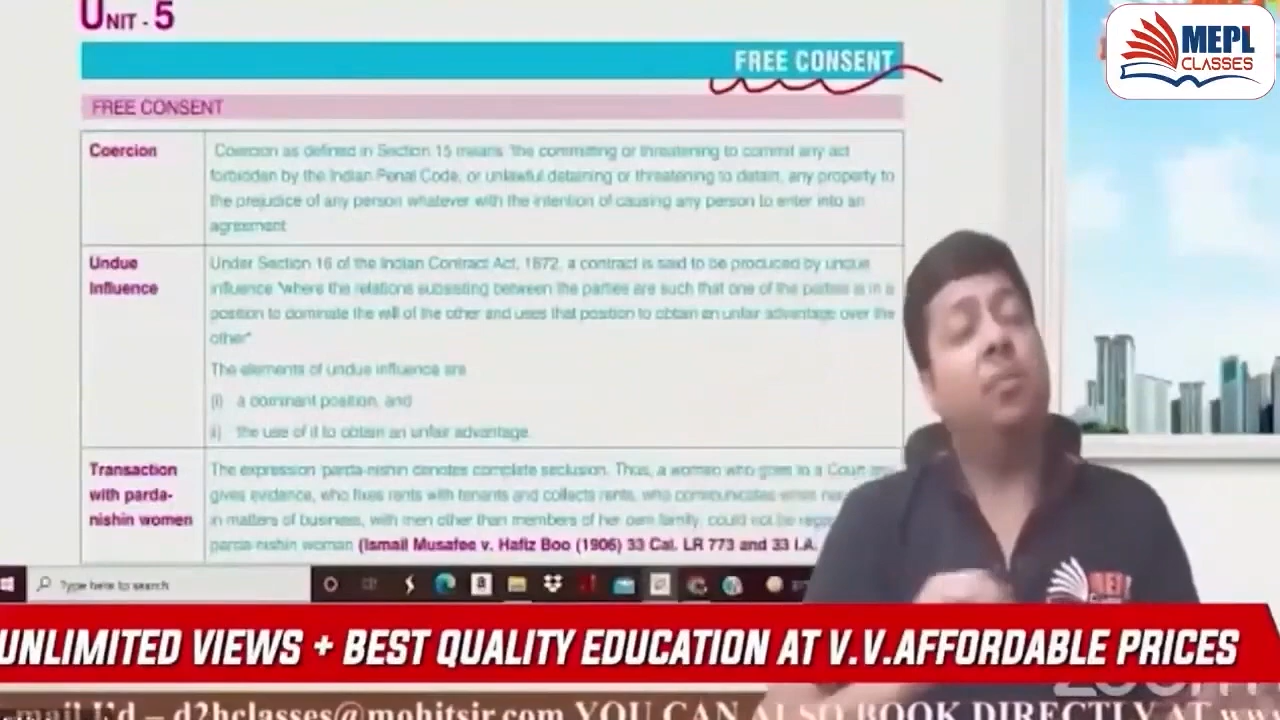 UNIT - 5
MEPL
CLASSES
FREE CONSENT
FREE CONSENT
Coercion
Coercion as defined in Section 15 means "the committing or threatening to commit any act
forbidden by the Indian Penal Code, or unlawful detaining or threatening to detain, any property to
the prejudice of any person whatever with the intention of causing any person to enter into an
agreement
Undue
Influence
Under Section 16 of the Indian Contract Act, 1872, a contract is said to be produced by undue
influence "where the relations subsisting between the parties are such that one of the parties is in a
position to dominate the will of the other and uses that position to obtain an unfair advantage over the
other"
The elements of undue influence are
(i) a dominant position, and
ii) the use of it to obtain an unfair advantage.
Transaction
with parda-
nishin women
The expression parda-nishin denotes complete seclusion. Thus, a woman who goes to a Court
gives evidence, who fixes rents with tenants and collects rents, who communicates when
in matters of business, with men other than members of her own family, could not be
parda-nishin woman (Ismail Musafee v. Hafiz Boo (1906) 33 Cal. LR 773 and 33 I.A.
Type here to search
MEPL
UNLIMITED VIEWS + BEST QUALITY EDUCATION AT V.V.AFFORDABLE PRICES
mail I'd – d2hclasses@mohitsir.com YOU CAN ALSO BOOK DIRECTLY AT